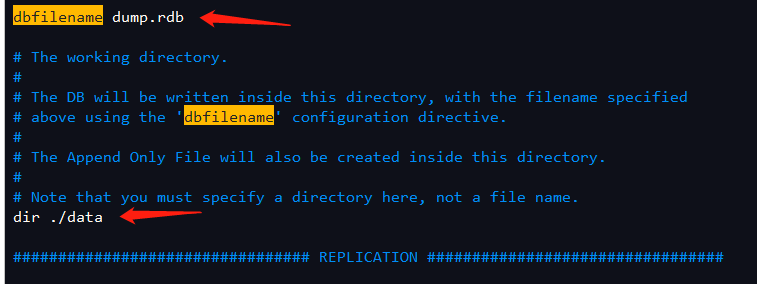 dbfilename dump.rdb
# The working directory.
#
# The DB will be written inside this directory, with the filename specified
# above using the 'dbfilename' configuration directive.
#
# The Append Only File will also be created inside this directory.
#
# Note that you must specify a directory here, not a file name.
dir ./data
################################# REPLICATION #################################